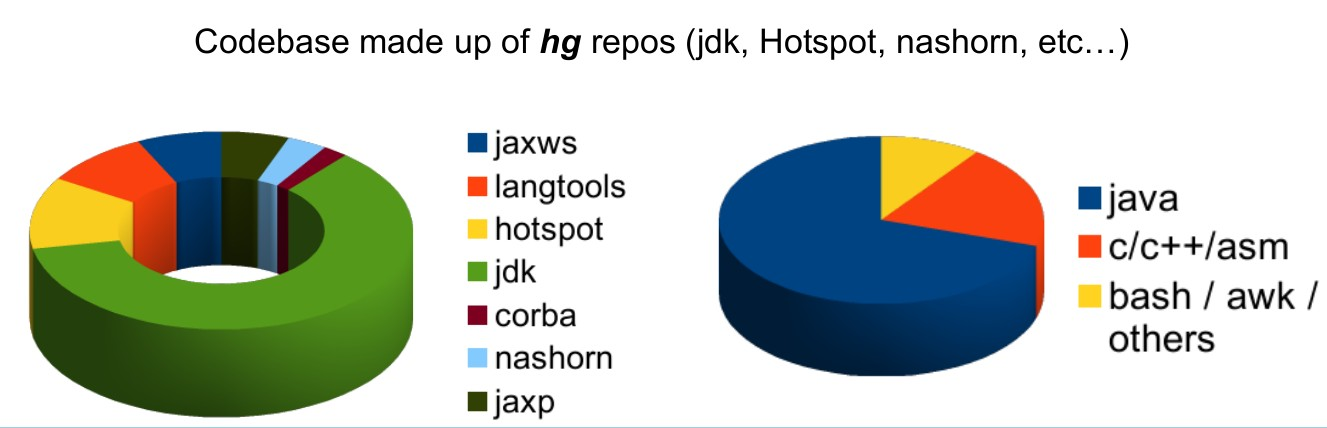 Codebase made up of hg repos (jdk, Hotspot, nashorn, etc…)
jaxws
langtools
hotspot
jdk
corba
nashorn
jaxp
java
c/c++/asm
bash / awk /
others